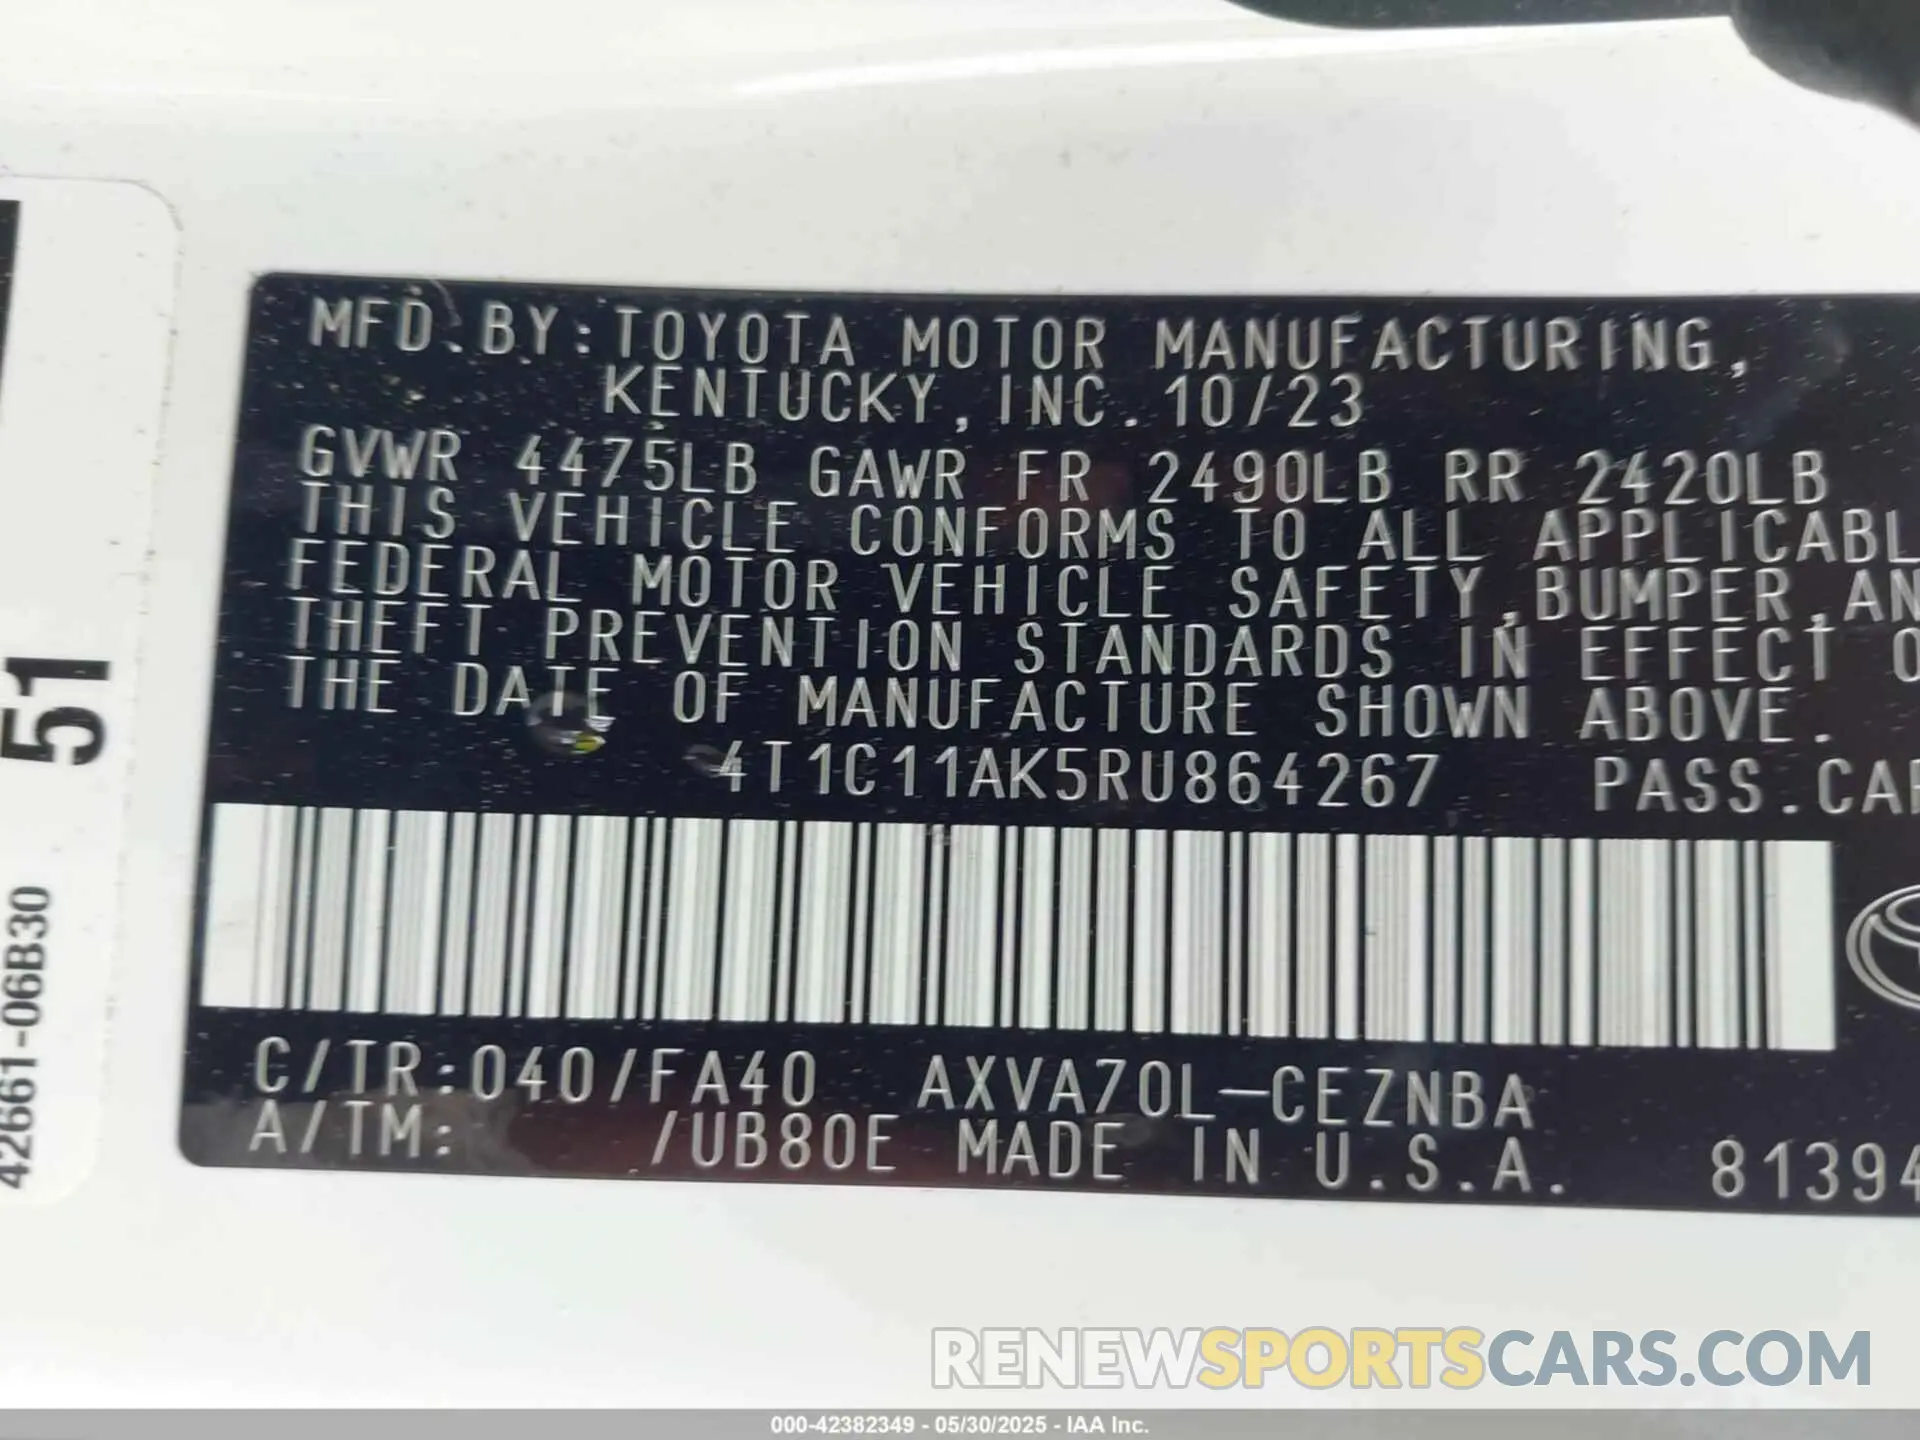 MFD.BY:TOYOTA MOTOR MANUFACTURING,
KENTUCKY,INC.10/23
GVWR 4475LB GAWR FR 2490LB RR 2420LB
THIS VEHICLE CONFORMS TO ALL APPLICABL
FEDERAL MOTOR VEHICLE SAFETY,BUMPER,AN
THEFT PREVENTION STANDARDS IN EFFECT O
THE DATE OF MANUFACTURE SHOWN ABOVE.
4T1C11AK5RU864267 PASS.CAR
C/TR:040/FA40 AXVA70L-CEZNBA
A/TM: /UB80E MADE IN U.S.A. 81394
51
42661-06B30
RENEWSPORTSCARS.COM
000-42382349 - 05/30/2025 - IAA Inc.